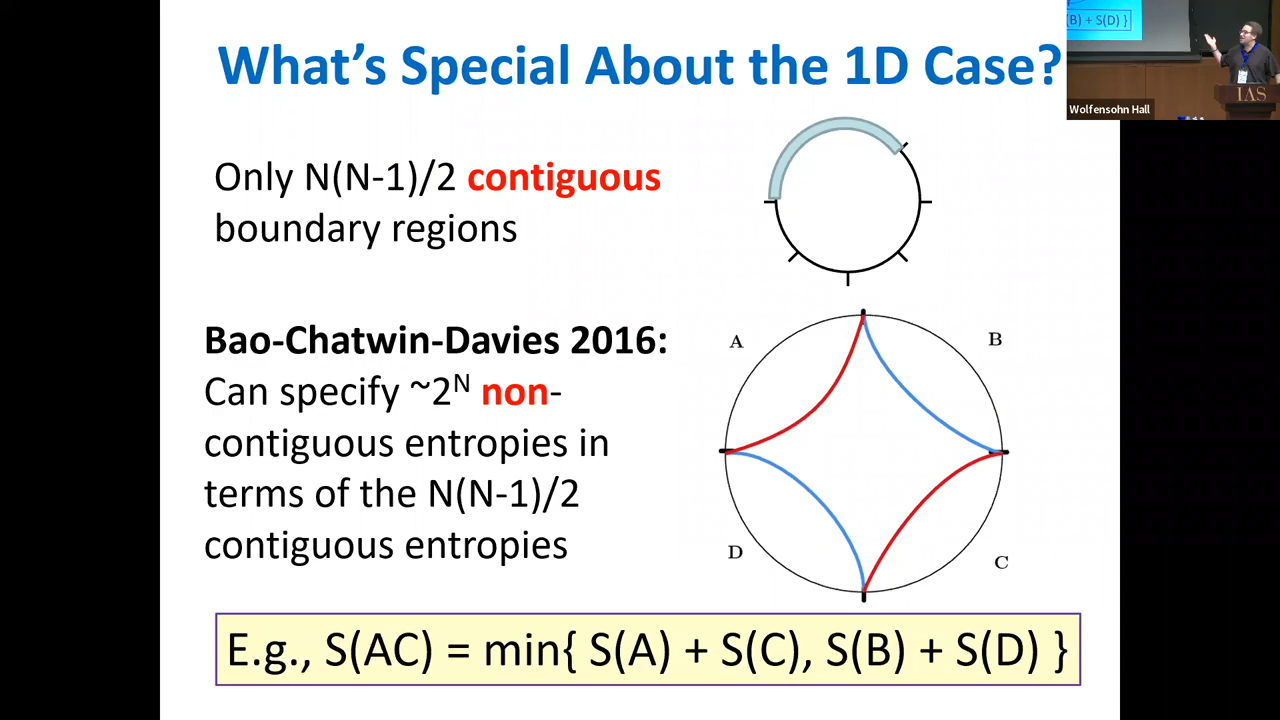 What's Special About the 1D Case?
B) + S(D) }
IAS
Wolfensohn Hall
Only N(N-1)/2 contiguous
boundary regions
Bao-Chatwin-Davies 2016:
Can specify ~2^N non-
contiguous entropies in
terms of the N(N-1)/2
contiguous entropies
A
B
D
C
E.g., S(AC) = min{ S(A) + S(C), S(B) + S(D) }